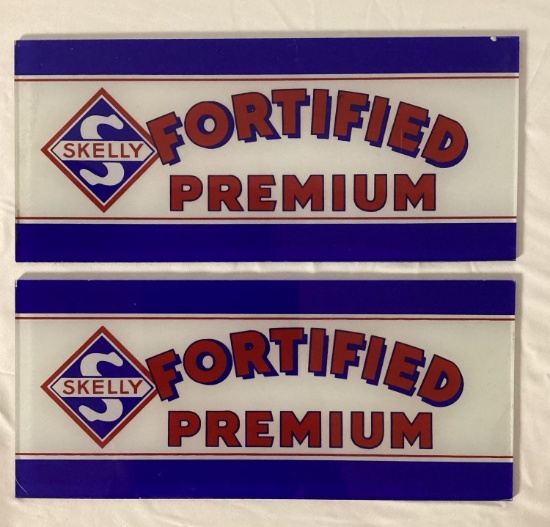 FORTIFIED
S
SKELLY
PREMIUM
FORTIFIED
S
SKELLY
PREMIUM